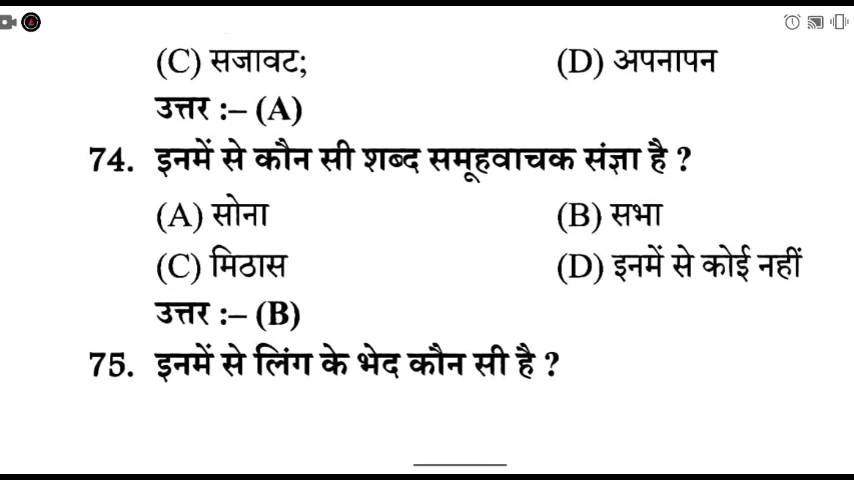 (C) सजावट; (D) अपनापन
उत्तर :– (A)
74. इनमें से कौन सी शब्द समूहवाचक संज्ञा है ?
(A) सोना (B) सभा
(C) मिठास (D) इनमें से कोई नहीं
उत्तर :– (B)
75. इनमें से लिंग के भेद कौन सी है ?